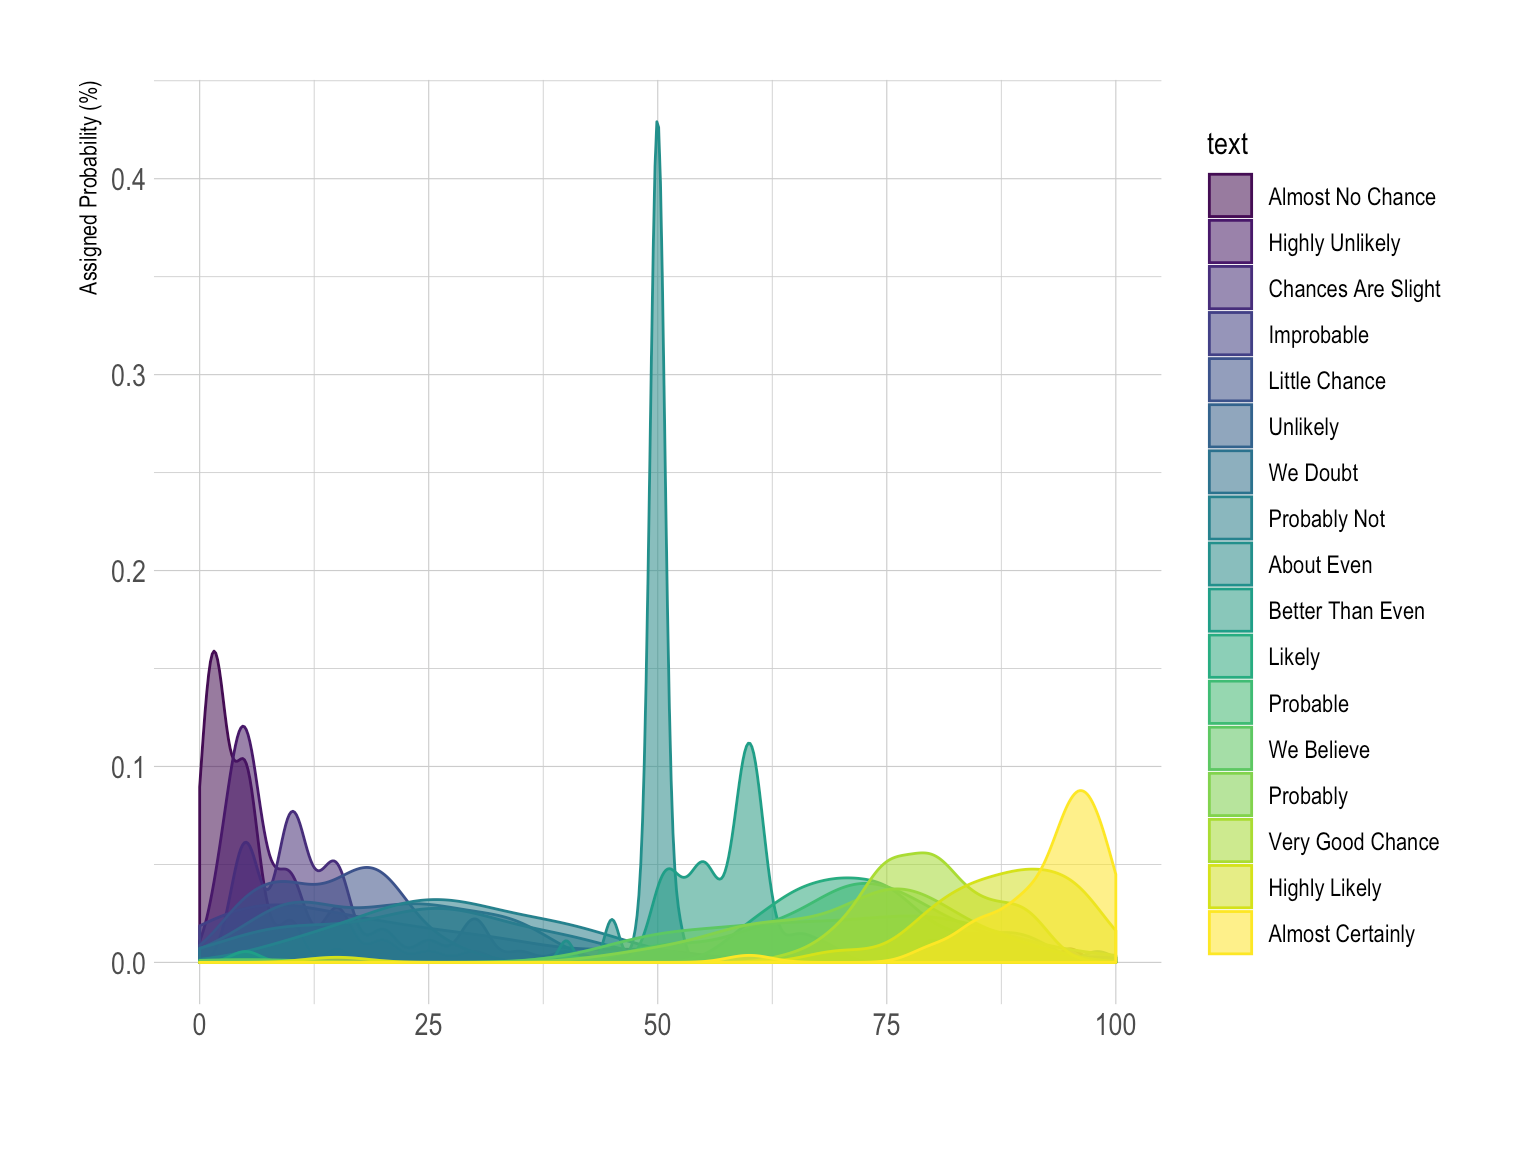 Assigned Probability (%)
0.4
0.3
0.2
0.1
0.0
0 25 50 75 100
text
Almost No Chance
Highly Unlikely
Chances Are Slight
Improbable
Little Chance
Unlikely
We Doubt
Probably Not
About Even
Better Than Even
Likely
Probable
We Believe
Probably
Very Good Chance
Highly Likely
Almost Certainly